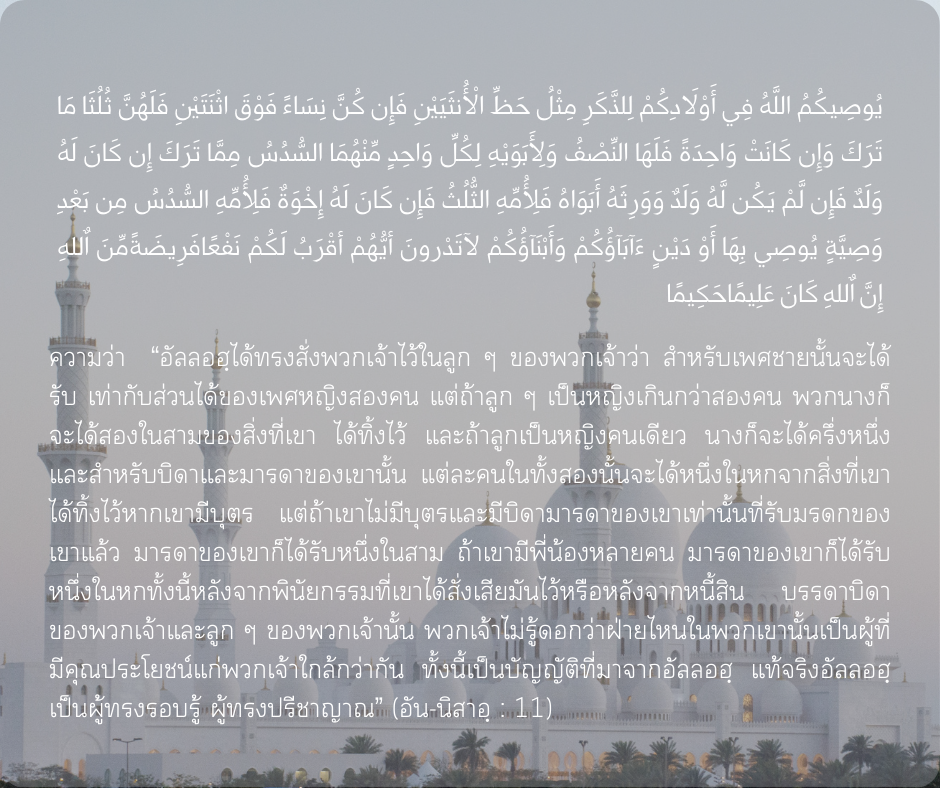 يُوصِيكُمُ اللَّهُ فِي أَوْلَادِكُمْ لِلذَّكَرِ مِثْلُ حَظِّ الْأُنثَيَيْنِ فَإِن كُنَّ نِسَاءً فَوْقَ اثْنَتَيْنِ فَلَهُنَّ ثُلُثَا مَا
تَرَكَ وَإِن كَانَتْ وَاحِدَةً فَلَهَا النِّصْفُ وَلِأَبَوَيْهِ لِكُلِّ وَاحِدٍ مِّنْهُمَا السُّدُسُ مِمَّا تَرَكَ إِن كَانَ لَهُ
وَلَدٌ فَإِن لَّمْ يَكُن لَّهُ وَلَدٌ وَوَرِثَهُ أَبَوَاهُ فَلِأُمِّهِ الثُّلُثُ فَإِن كَانَ لَهُ إِخْوَةٌ فَلِأُمِّهِ السُّدُسُ مِن بَعْدِ
وَصِيَّةٍ يُوصِي بِهَا أَوْ دَيْنٍ ءَآبَآؤُكُمْ وَأَبْنَآؤُكُمْ لَآتَدْرونَ أَيُّهُمْ أَقْرَبُ لَكُمْ نَفْعًافَرِيضَةًمِّنَ ٱللهِ
إِنَّ ٱللهِ كَانَ عَلِيمًاحَكِيمًا
ความว่า “อัลลอฮฺได้ทรงสั่งพวกเจ้าไว้ในลูก ๆ ของพวกเจ้าว่า สำหรับเพศชายนั้นจะได้
รับ เท่ากับส่วนได้ของเพศหญิงสองคน แต่ถ้าลูก ๆ เป็นหญิงเกินกว่าสองคน พวกนางก็
จะได้สองในสามของสิ่งที่เขา ได้ทิ้งไว้ และถ้าลูกเป็นหญิงคนเดียว นางก็จะได้ครึ่งหนึ่ง
และสำหรับบิดาและมารดาของเขานั้น แต่ละคนในทั้งสองนั้นจะได้หนึ่งในหกจากสิ่งที่เขา
ได้ทิ้งไว้หากเขามีบุตร แต่ถ้าเขาไม่มีบุตรและมีบิดามารดาของเขาเท่านั้นที่รับมรดกของ
เขาแล้ว มารดาของเขาก็ได้รับหนึ่งในสาม ถ้าเขามีพี่น้องหลายคน มารดาของเขาก็ได้รับ
หนึ่งในหกทั้งนี้หลังจากพินัยกรรมที่เขาได้สั่งเสียมันไว้หรือหลังจากหนี้สิน บรรดาบิดา
ของพวกเจ้าและลูก ๆ ของพวกเจ้านั้น พวกเจ้าไม่รู้ดอกว่าฝ่ายไหนในพวกเขานั้นเป็นผู้ที่
มีคุณประโยชน์แก่พวกเจ้าใกล้กว่ากัน ทั้งนี้เป็นบัญญัติที่มาจากอัลลอฮฺ แท้จริงอัลลอฮฺ
เป็นผู้ทรงรอบรู้ ผู้ทรงปรีชาญาณ” (อัน-นิสาอฺ : 11)